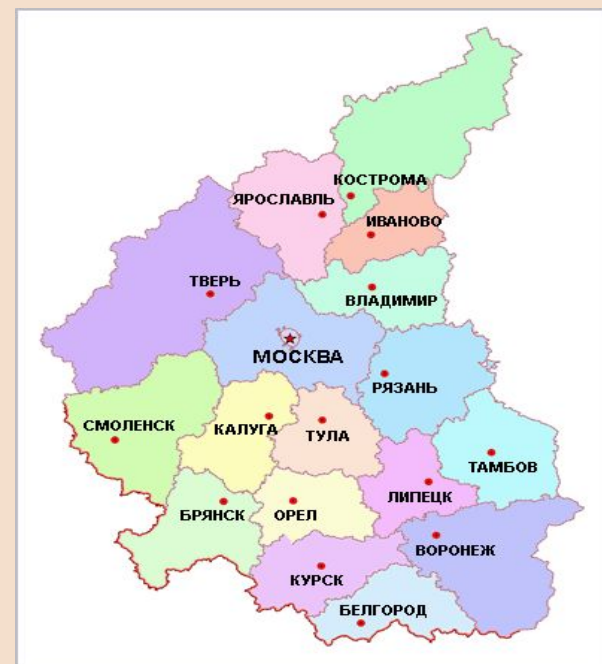 КОСТРОМА
ЯРОСЛАВЛЬ
ИВАНОВО
ТВЕРЬ
ВЛАДИМИР
МОСКВА
РЯЗАНЬ
СМОЛЕНСК
КАЛУГА
ТУЛА
ТАМБОВ
ЛИПЕЦК
БРЯНСК
ОРЕЛ
ВОРОНЕЖ
КУРСК
БЕЛГОРОД